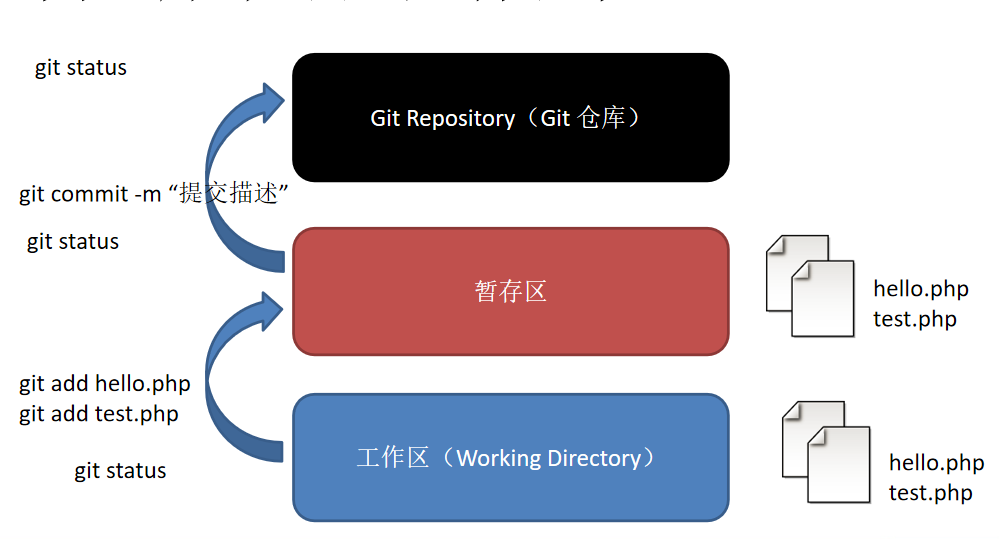 git status
Git Repository（Git 仓库）
git commit -m “提交描述”
git status
暂存区
hello.php
test.php
git add hello.php
git add test.php
git status
工作区（Working Directory）
hello.php
test.php